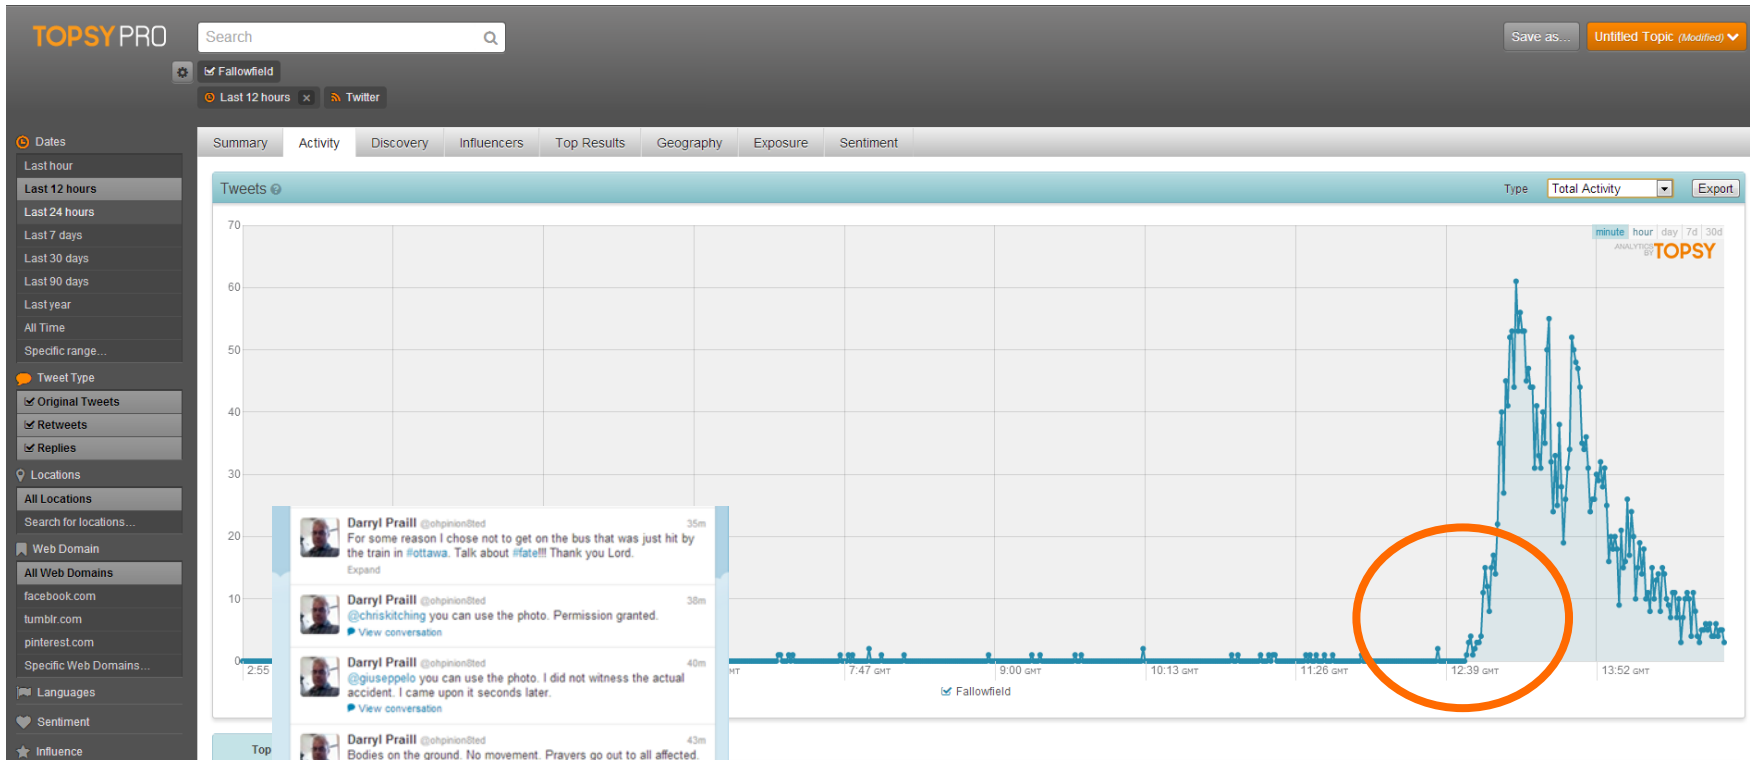 TOPSY PRO
Search
Save as...
Untitled Topic (Modified)
Fallowfield
Last 12 hours x Twitter
Dates
Last hour
Last 12 hours
Last 24 hours
Last 7 days
Last 30 days
Last 90 days
Last year
All Time
Specific range...
Tweet Type
Original Tweets
Retweets
Replies
Locations
All Locations
Search for locations...
Web Domain
All Web Domains
facebook.com
tumblr.com
pinterest.com
Specific Web Domains...
Languages
Sentiment
Influence
Summary Activity Discovery Influencers Top Results Geography Exposure Sentiment
Tweets ?
Type Total Activity Export
minute hour day 7d 30d
ANALYTICS BY TOPSY
70
60
50
40
30
20
10
0
2:55 MT 7:47 GMT 9:00 GMT 10:13 GMT 11:26 GMT 12:39 GMT 13:52 GMT
Fallowfield
Top
Darryl Praill @ohpinion8ted 35m
For some reason I chose not to get on the bus that was just hit by
the train in #ottawa. Talk about #fate!!! Thank you Lord.
Expand
Darryl Praill @ohpinion8ted 38m
@chriskitching you can use the photo. Permission granted.
View conversation
Darryl Praill @ohpinion8ted 40m
@giuseppelo you can use the photo. I did not witness the actual
accident. I came upon it seconds later.
View conversation
Darryl Praill @ohpinion8ted 43m
Bodies on the ground. No movement. Prayers go out to all affected.